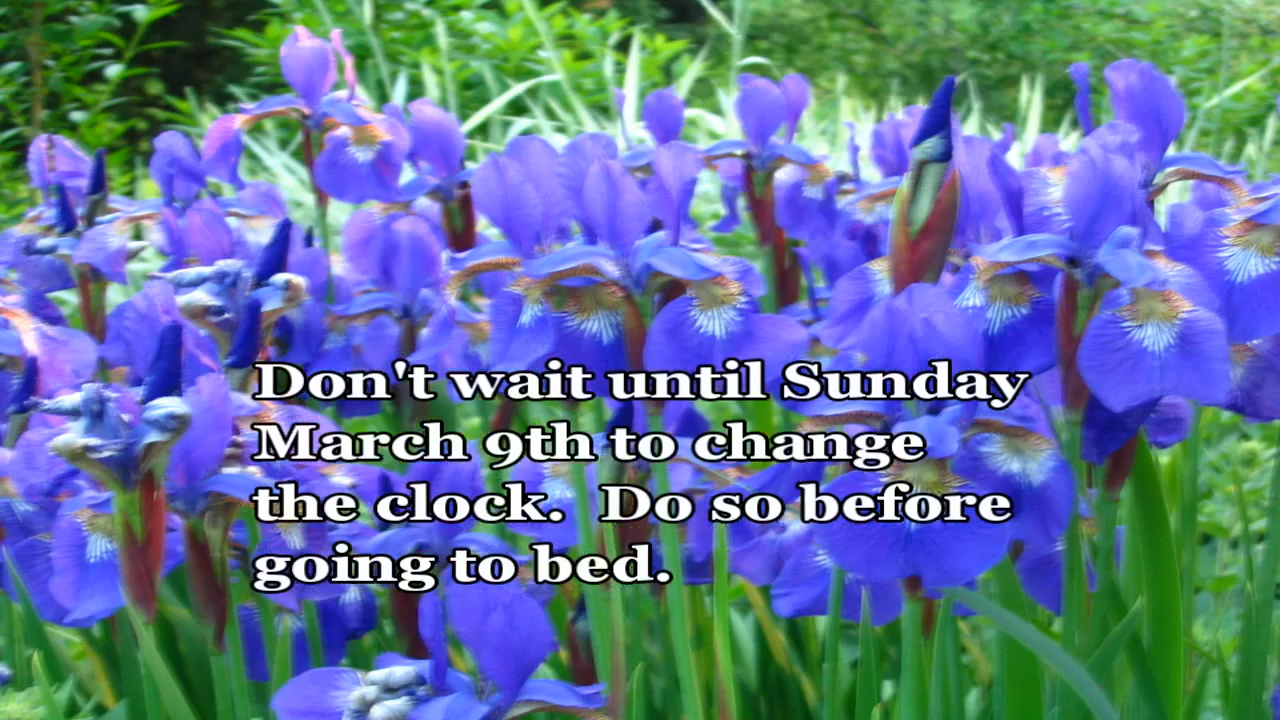 Don't wait until Sunday
March 9th to change
the clock.  Do so before
going to bed.